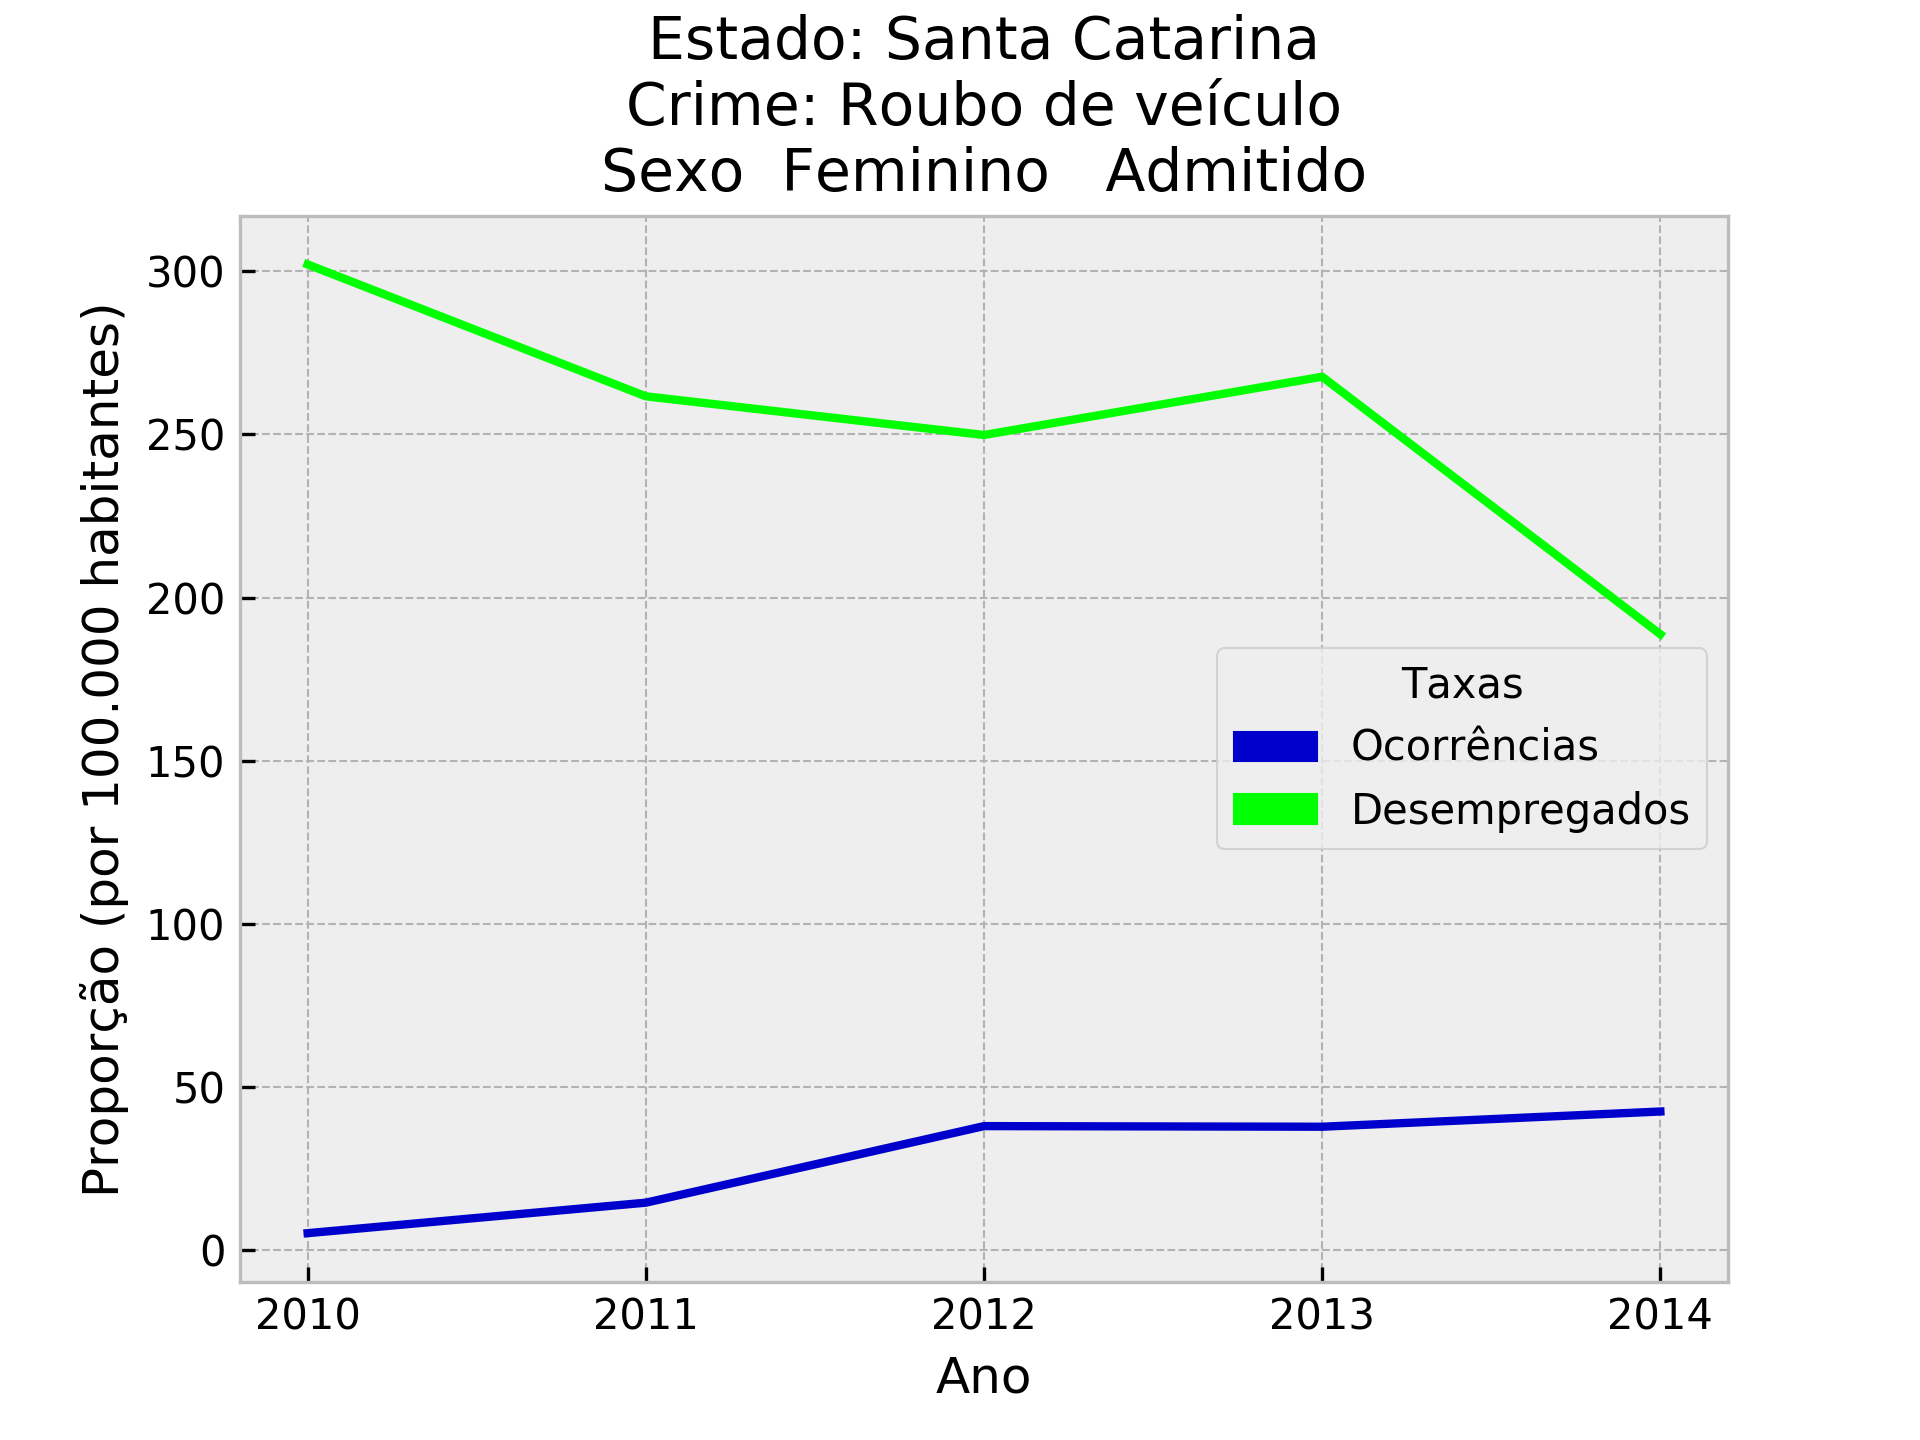 Estado: Santa Catarina
Crime: Roubo de veículo
Sexo  Feminino   Admitido
Proporção (por 100.000 habitantes)
300
250
200
150
100
50
0
Taxas
Ocorrências
Desempregados
2010 2011 2012 2013 2014
Ano